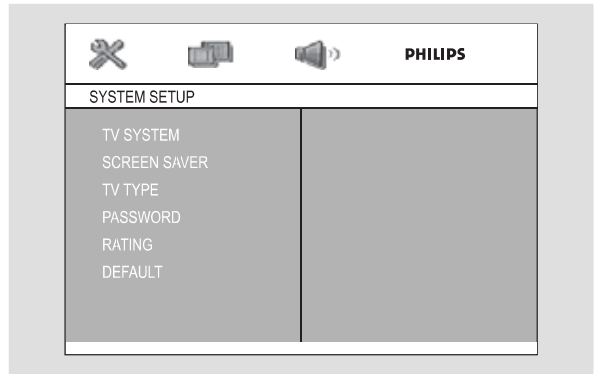 PHILIPS
SYSTEM SETUP
TV SYSTEM
SCREEN SAVER
TV TYPE
PASSWORD
RATING
DEFAULT